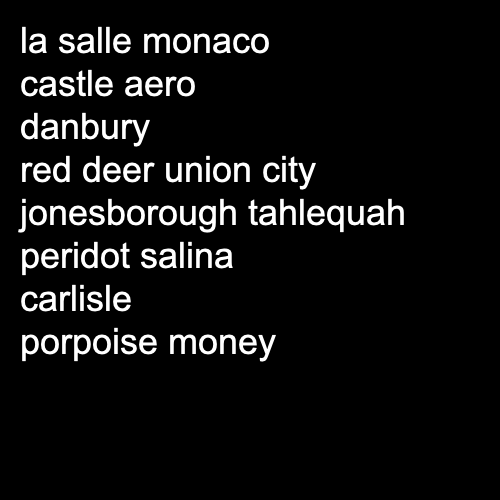 la salle monaco
castle aero
danbury
red deer union city
jonesborough tahlequah
peridot salina
carlisle
porpoise money